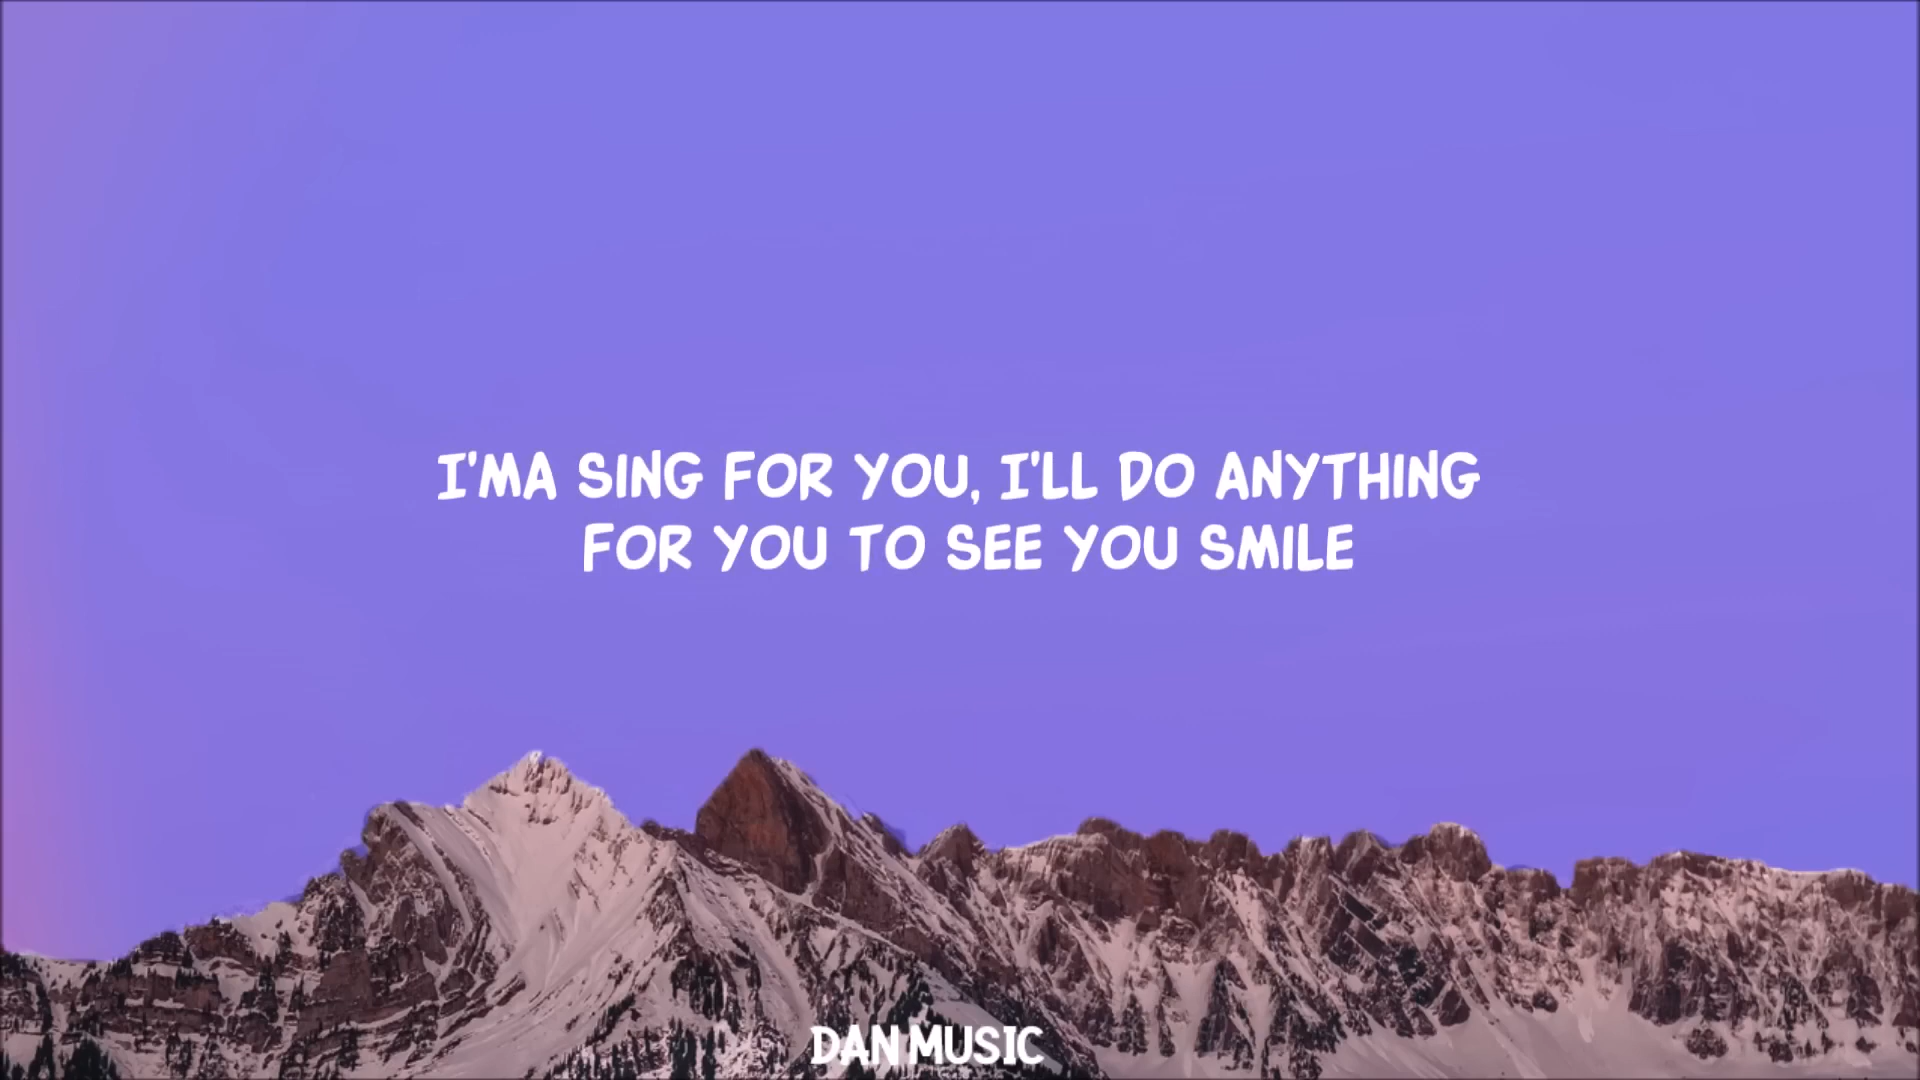 I'MA SING FOR YOU, I'LL DO ANYTHING
FOR YOU TO SEE YOU SMILE
DAN MUSIC